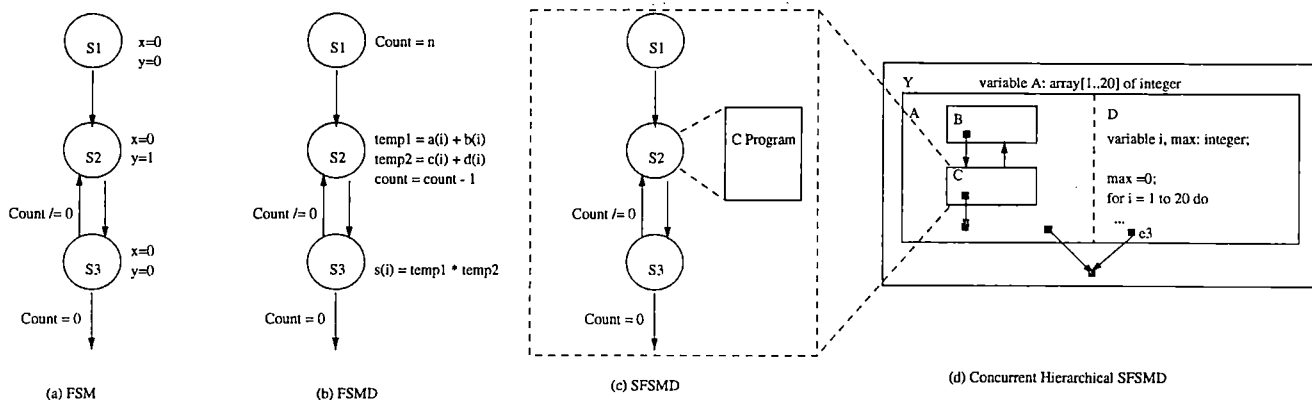 S1
x=0
y=0
S2
x=0
y=1
Count /= 0
S3
x=0
y=0
Count = 0
(a) FSM
S1
Count = n
S2
temp1 = a(i) + b(i)
temp2 = c(i) + d(i)
count = count - 1
Count /= 0
S3
s(i) = temp1 * temp2
Count = 0
(b) FSMD
S1
S2
C Program
Count /= 0
S3
Count = 0
(c) SFSMD
Y
variable A: array[1..20] of integer
A
B
C
D
variable i, max: integer;
max =0;
for i = 1 to 20 do
...
e3
(d) Concurrent Hierarchical SFSMD